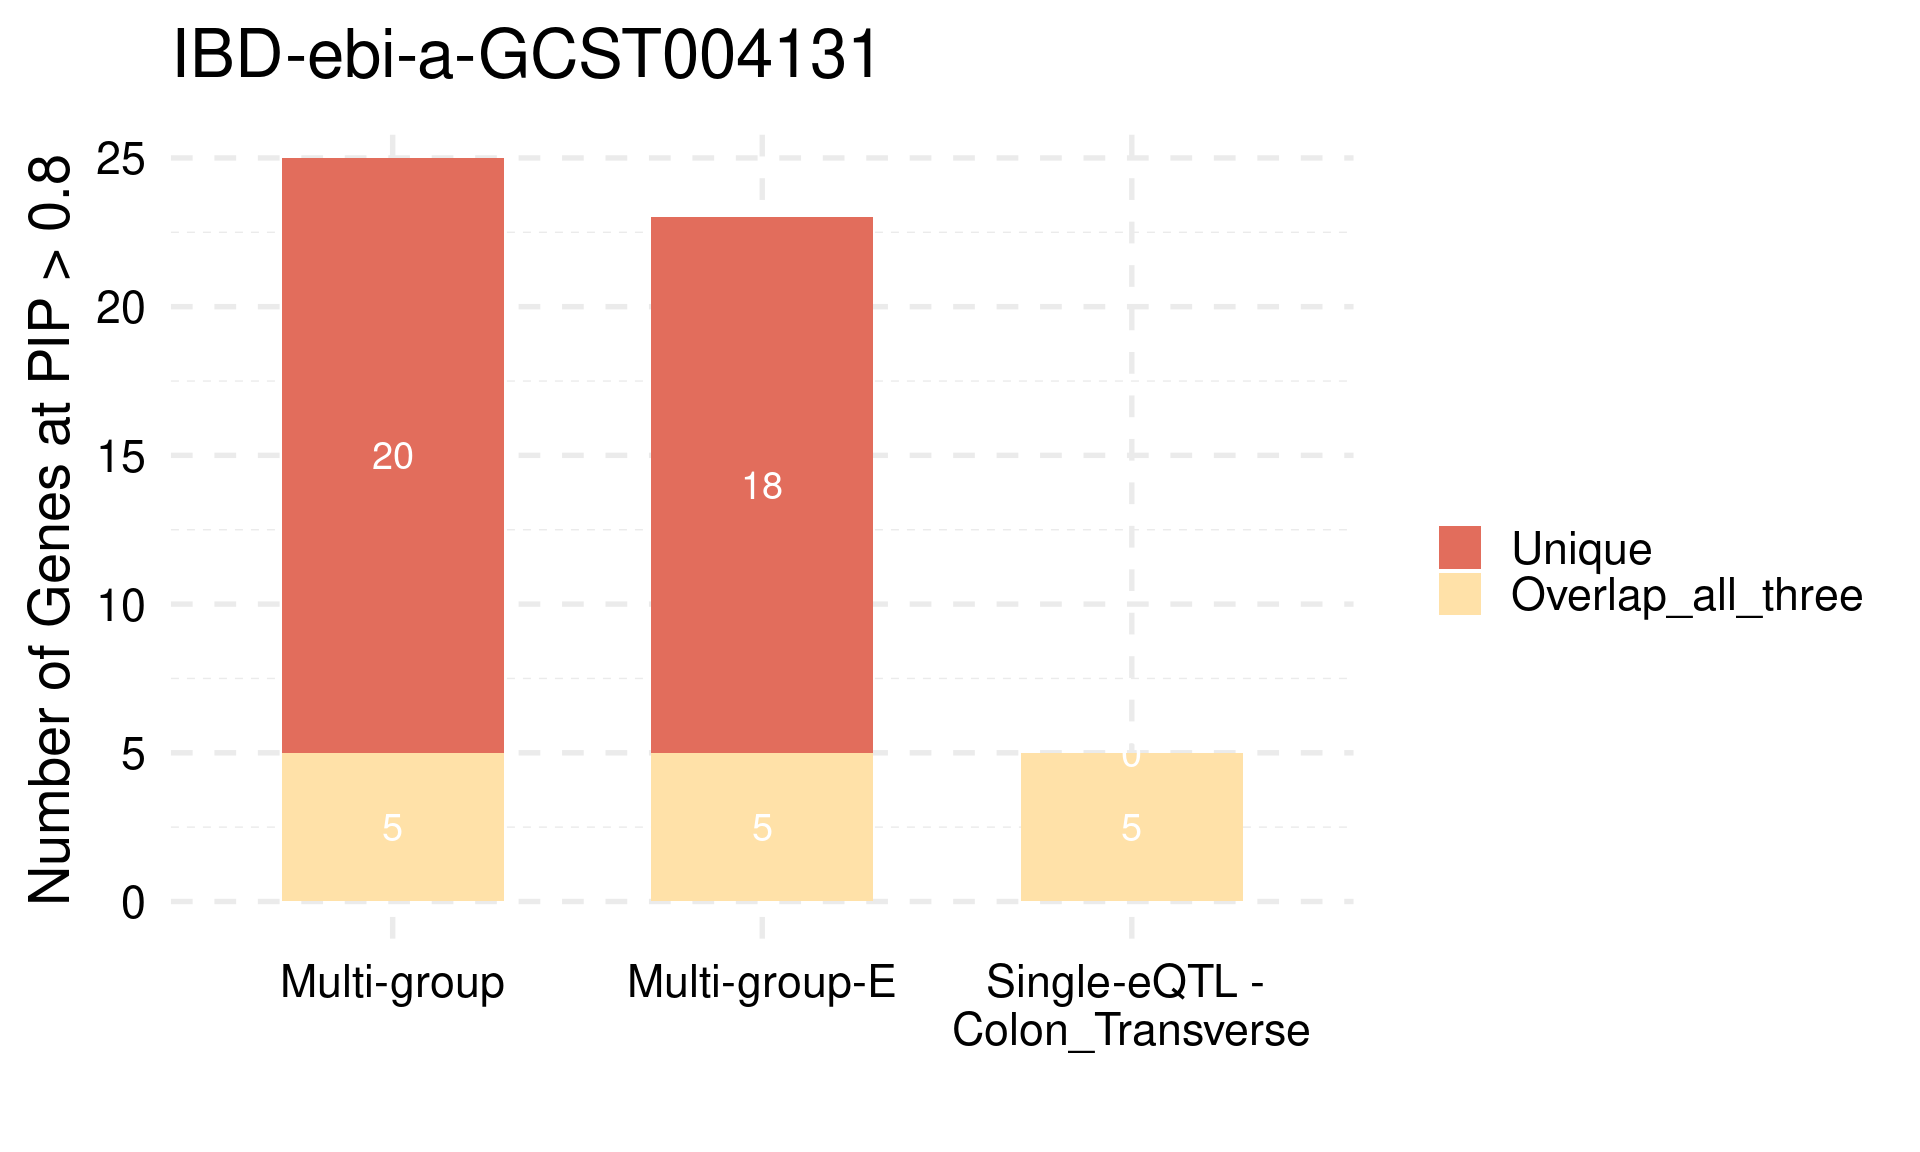 IBD-ebi-a-GCST004131
Number of Genes at PIP > 0.8
25
20
15
10
5
0
20
5
18
5
0
5
Multi-group
Multi-group-E
Single-eQTL -
Colon_Transverse
Unique
Overlap_all_three